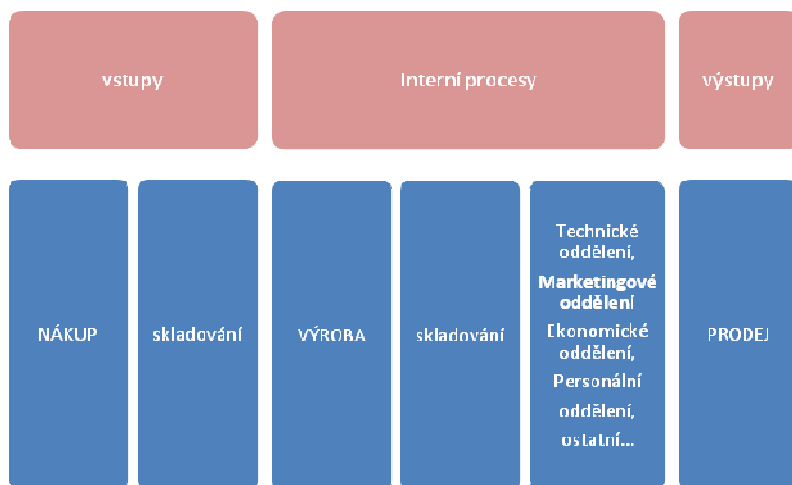 vstupy
Interní procesy
výstupy
NÁKUP
skladování
VÝROBA
skladování
Technické
oddělení,
Marketingové
oddělení
Ekonomické
oddělení,
Personální
oddělení,
ostatní...
PRODEJ